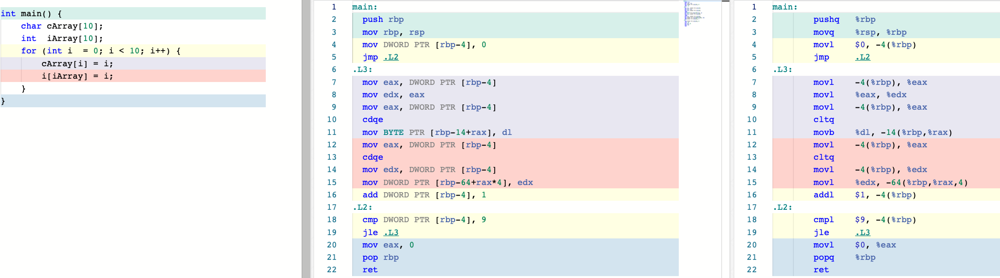 int main() {
    char cArray[10];
    int  iArray[10];
    for (int i  = 0; i < 10; i++) {
        cArray[i] = i;
        i[iArray] = i;
    }
}
1 main:
2   push rbp
3   mov rbp, rsp
4   mov DWORD PTR [rbp-4], 0
5   jmp .L2
6 .L3:
7   mov eax, DWORD PTR [rbp-4]
8   mov edx, eax
9   mov eax, DWORD PTR [rbp-4]
10   cdqe
11   mov BYTE PTR [rbp-14+rax], dl
12   mov eax, DWORD PTR [rbp-4]
13   cdqe
14   mov edx, DWORD PTR [rbp-4]
15   mov DWORD PTR [rbp-64+rax*4], edx
16   add DWORD PTR [rbp-4], 1
17 .L2:
18   cmp DWORD PTR [rbp-4], 9
19   jle .L3
20   mov eax, 0
21   pop rbp
22   ret
1 main:
2         pushq   %rbp
3         movq    %rsp, %rbp
4         movl    $0, -4(%rbp)
5         jmp     .L2
6 .L3:
7         movl    -4(%rbp), %eax
8         movl    %eax, %edx
9         movl    -4(%rbp), %eax
10         cltq
11         movb    %dl, -14(%rbp,%rax)
12         movl    -4(%rbp), %eax
13         cltq
14         movl    -4(%rbp), %edx
15         movl    %edx, -64(%rbp,%rax,4)
16         addl    $1, -4(%rbp)
17 .L2:
18         cmpl    $9, -4(%rbp)
19         jle     .L3
20         movl    $0, %eax
21         popq    %rbp
22         ret